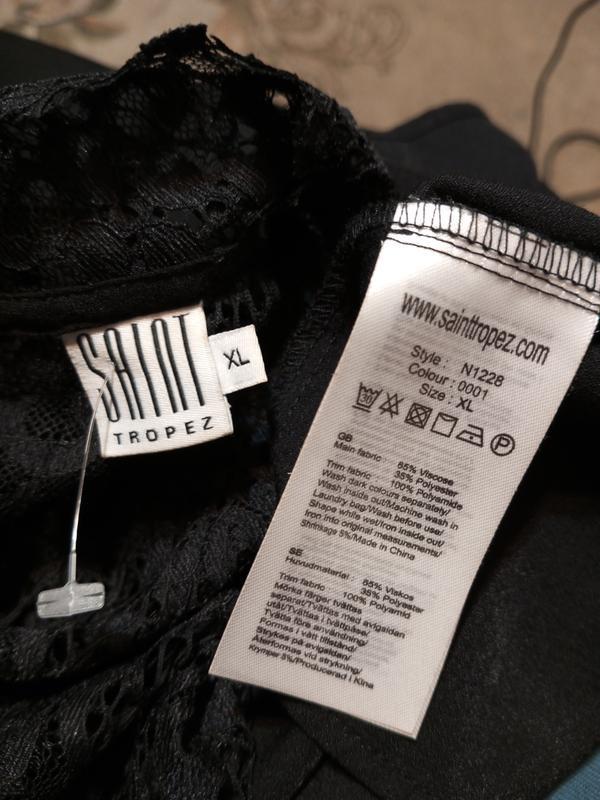 SAINT
TROPEZ
XL
www.sainttropez.com
Style : N1228
Colour : 0001
Size : XL
30
P
GB
Main fabric : 65% Viscose
35% Polyester
Trim fabric : 100% Polyamide
Wash dark colours separately/
Wash inside out/Machine wash in
Laundry bag/Wash before use/
Shape while wet/Iron inside out/
Iron into original measurements/
Shrinkage 5%/Made in China
SE
Huvudmaterial : 65% Viskos
35% Polyester
Trim fabric : 100% Polyamid
Mörka färger tvättas
separat/Tvättas med avigsidan
utåt/Tvättas i tvättpåse/
Tvätta före användning/
Formas i vått tillstånd/
Strykes på avigsidan/
Återformas vid strykning/
Krymper 5%/Producerad i Kina